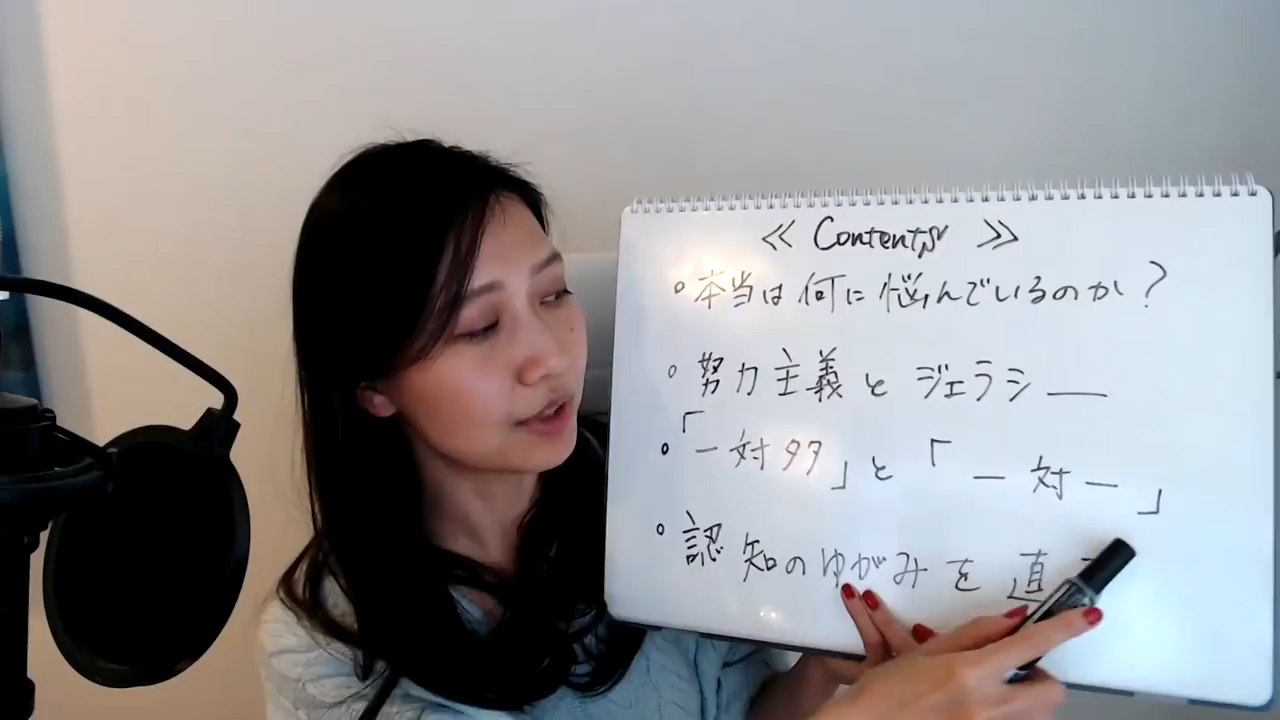 ≪ Contents ≫
○ 本当は何に悩んでいるのか？
○ 努力主義とジェラシー
○ 「一対多」と「一対一」
○ 認知のゆがみを直